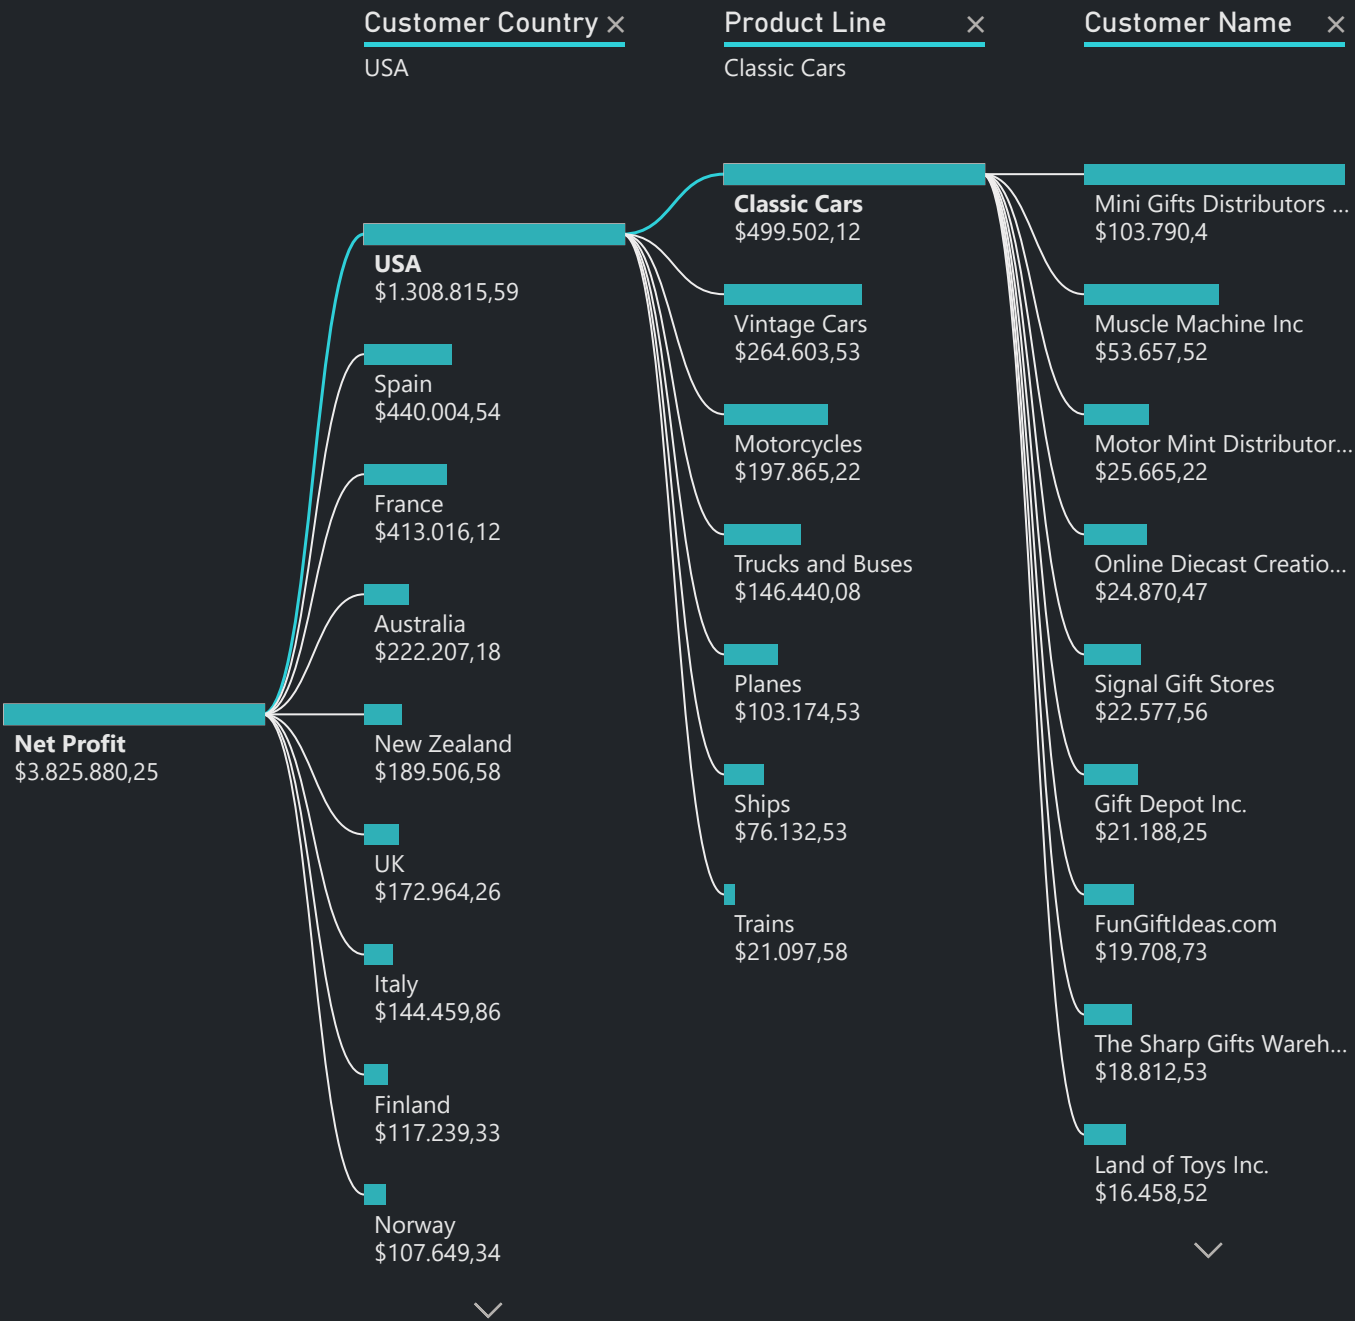 Customer Country
USA
Product Line
Classic Cars
Customer Name
Net Profit
$3.825.880,25
USA
$1.308.815,59
Spain
$440.004,54
France
$413.016,12
Australia
$222.207,18
New Zealand
$189.506,58
UK
$172.964,26
Italy
$144.459,86
Finland
$117.239,33
Norway
$107.649,34
Classic Cars
$499.502,12
Vintage Cars
$264.603,53
Motorcycles
$197.865,22
Trucks and Buses
$146.440,08
Planes
$103.174,53
Ships
$76.132,53
Trains
$21.097,58
Mini Gifts Distributors ...
$103.790,4
Muscle Machine Inc
$53.657,52
Motor Mint Distributor...
$25.665,22
Online Diecast Creatio...
$24.870,47
Signal Gift Stores
$22.577,56
Gift Depot Inc.
$21.188,25
FunGiftIdeas.com
$19.708,73
The Sharp Gifts Wareh...
$18.812,53
Land of Toys Inc.
$16.458,52